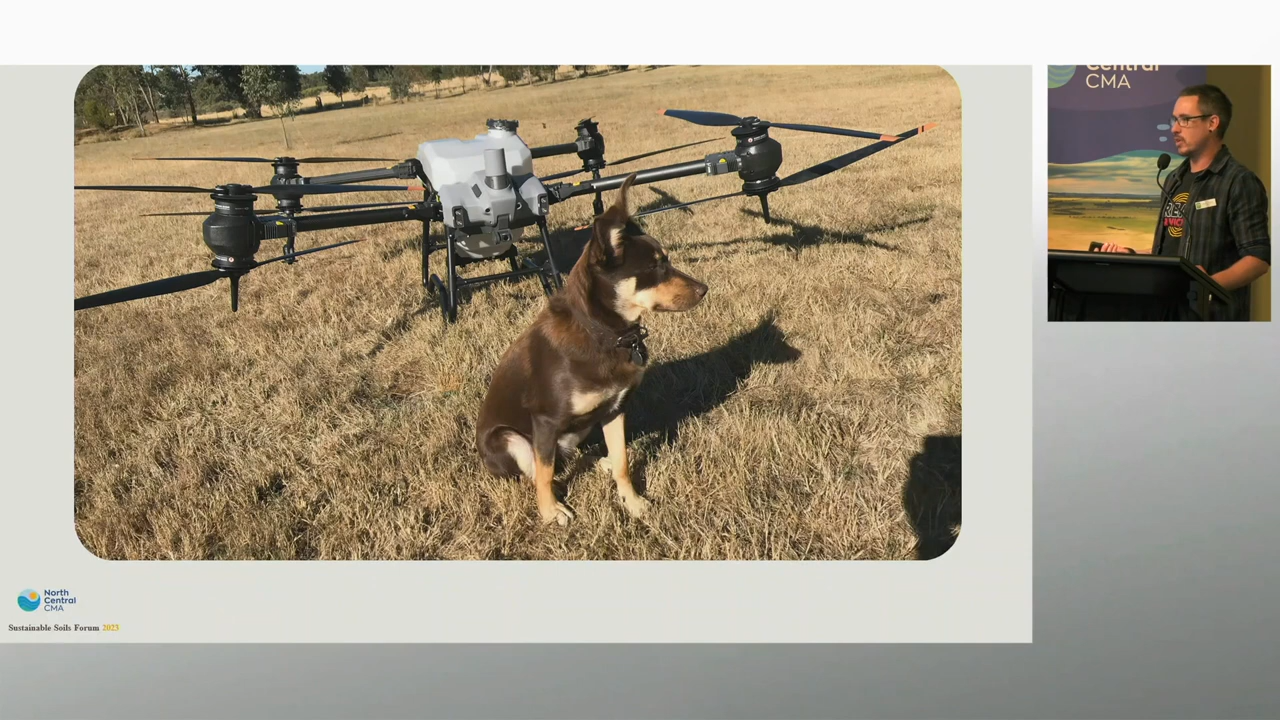 Central
CMA
North
Central
CMA
Sustainable Soils Forum 2023